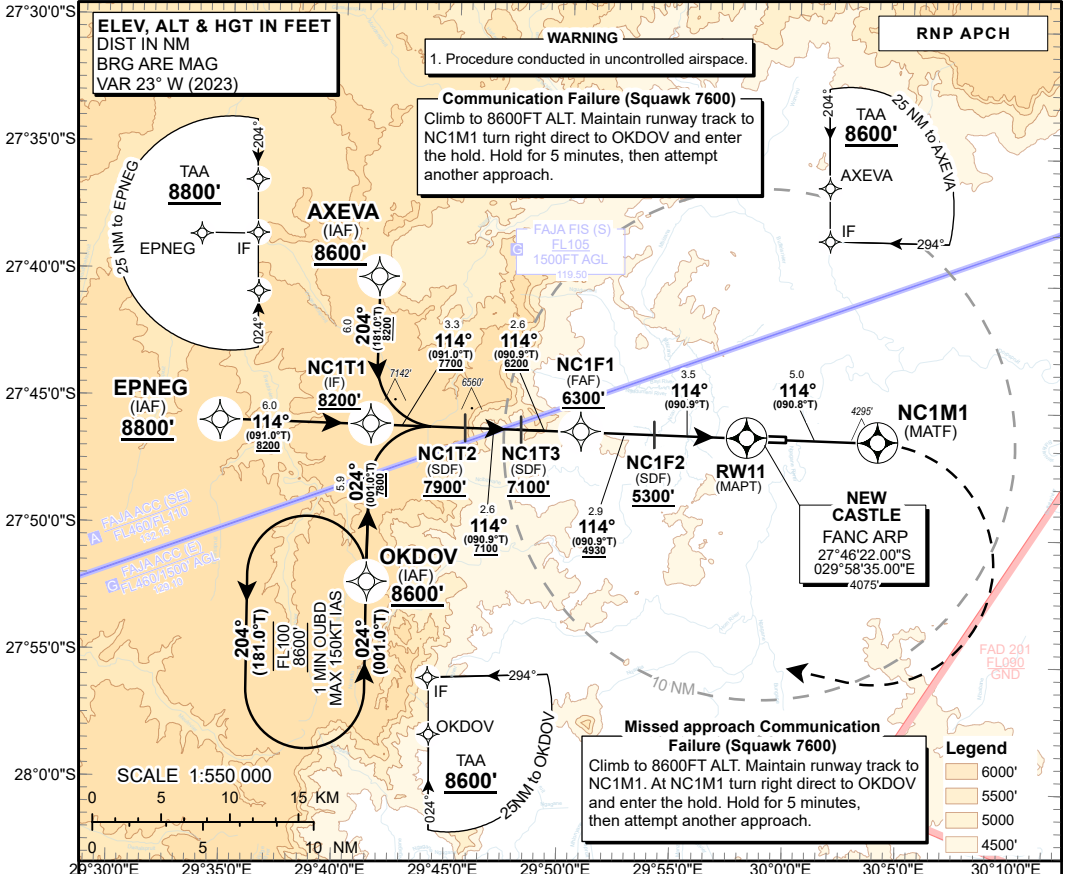 27°30'0"S
ELEV, ALT & HGT IN FEET
DIST IN NM
BRG ARE MAG
VAR 23° W (2023)
WARNING
1. Procedure conducted in uncontrolled airspace.
RNP APCH
Communication Failure (Squawk 7600)
Climb to 8600FT ALT. Maintain runway track to
NC1M1 turn right direct to OKDOV and enter
the hold. Hold for 5 minutes, then attempt
another approach.
27°35'0"S
25 NM to EPNEG
204°
TAA
8800'
EPNEG
IF
024°
204°
25 NM to AXEVA
TAA
8600'
AXEVA
IF
294°
27°40'0"S
AXEVA
(IAF)
8600'
FAJA FIS (S)
G
FL105
1500FT AGL
119.50
6.0
204°
(181.0°T)
8200
3.3
114°
(091.0°T)
7700
2.6
114°
(090.9°T)
6200
27°45'0"S
EPNEG
(IAF)
8800'
6.0
114°
(091.0°T)
8200
NC1T1
(IF)
8200'
7142'
6560'
NC1F1
(FAF)
6300'
3.5
114°
(090.9°T)
5.0
114°
(090.8°T)
4295'
NC1M1
(MATF)
NC1T2
(SDF)
7900'
NC1T3
(SDF)
7100'
NC1F2
(SDF)
5300'
RW11
(MAPT)
5.9
024°
(001.0°T)
7800
2.6
114°
(090.9°T)
7100
2.9
114°
(090.9°T)
4930
NEW
CASTLE
FANC ARP
27°46'22.00"S
029°58'35.00"E
4075'
27°50'0"S
FAJA ACC (SE)
A
FL460/FL110
132.15
FAJA ACC (E)
G
FL460/1500' AGL
129.10
OKDOV
(IAF)
8600'
27°55'0"S
204°
(181.0°T)
FL100
8600'
1 MIN OUBD
MAX 150KT IAS
024°
(001.0°T)
10 NM
FAD 201
FL090
GND
IF
294°
OKDOV
TAA
8600'
024°
25NM to OKDOV
28°0'0"S
Missed approach Communication
Failure (Squawk 7600)
Climb to 8600FT ALT. Maintain runway track to
NC1M1. At NC1M1 turn right direct to OKDOV
and enter the hold. Hold for 5 minutes,
then attempt another approach.
Legend
6000'
5500'
5000
4500'
SCALE 1:550 000
0 5 10 15 KM
0 5 10 NM
29°30'0"E 29°35'0"E 29°40'0"E 29°45'0"E 29°50'0"E 29°55'0"E 30°0'0"E 30°5'0"E 30°10'0"E